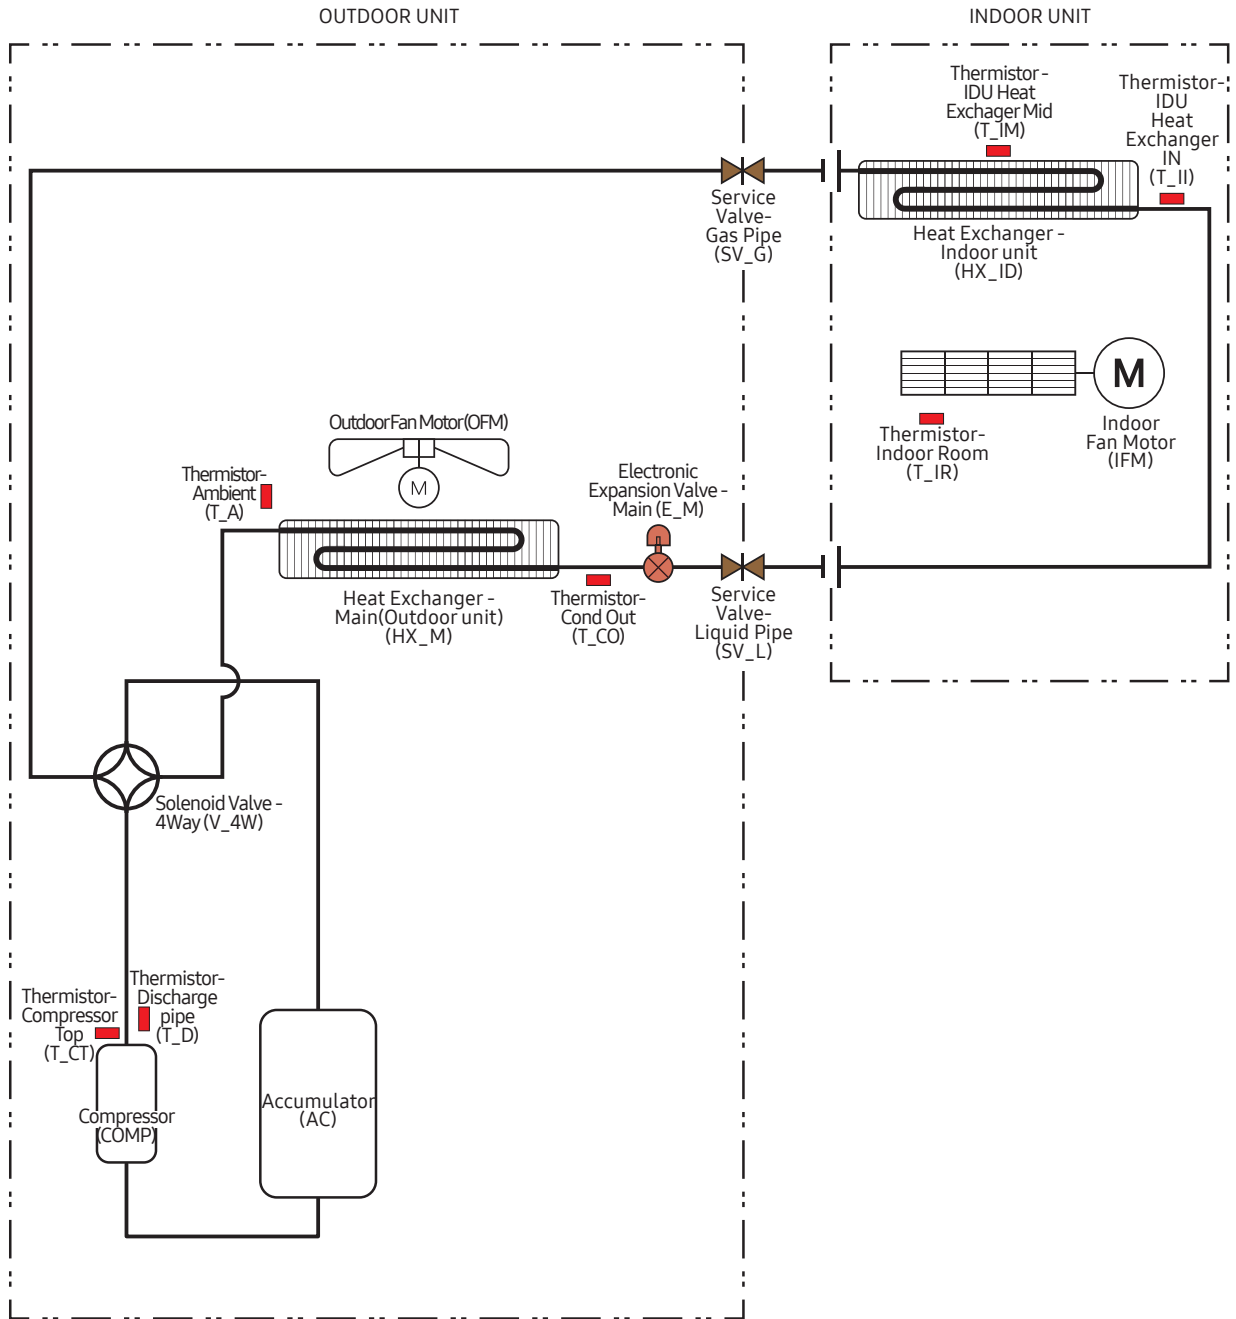 OUTDOOR UNIT
INDOOR UNIT
Thermistor-
IDU Heat
Exchager Mid
(T_IM)
Thermistor-
IDU
Heat
Exchanger
IN
(T_II)
Service
Valve-
Gas Pipe
(SV_G)
Heat Exchanger -
Indoor unit
(HX_ID)
M
Indoor
Fan Motor
(IFM)
Thermistor-
Indoor Room
(T_IR)
Outdoor Fan Motor(OFM)
M
Thermistor-
Ambient
(T_A)
Electronic
Expansion Valve -
Main (E_M)
Heat Exchanger -
Main(Outdoor unit)
(HX_M)
Thermistor-
Cond Out
(T_CO)
Service
Valve-
Liquid Pipe
(SV_L)
Solenoid Valve -
4Way (V_4W)
Thermistor-
Compressor
Top
(T_CT)
Thermistor-
Discharge
pipe
(T_D)
Compressor
(COMP)
Accumulator
(AC)